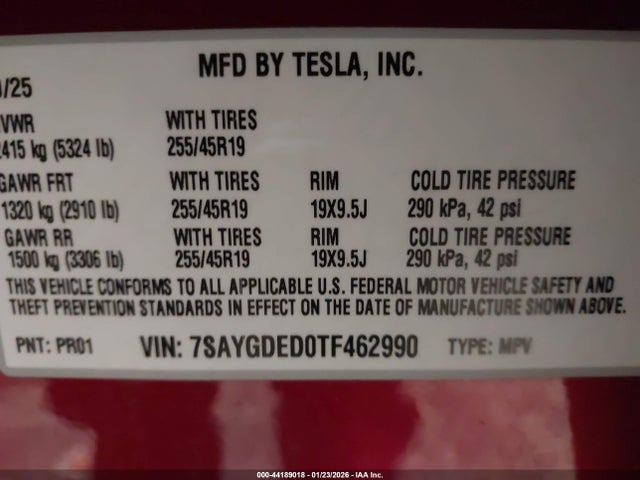 MFD BY TESLA, INC.
/25
VWR WITH TIRES
2415 kg (5324 lb) 255/45R19
GAWR FRT WITH TIRES RIM COLD TIRE PRESSURE
1320 kg (2910 lb) 255/45R19 19X9.5J 290 kPa, 42 psi
GAWR RR WITH TIRES RIM COLD TIRE PRESSURE
1500 kg (3306 lb) 255/45R19 19X9.5J 290 kPa, 42 psi
THIS VEHICLE CONFORMS TO ALL APPLICABLE U.S. FEDERAL MOTOR VEHICLE SAFETY AND
THEFT PREVENTION STANDARDS IN EFFECT ON THE DATE OF MANUFACTURE SHOWN ABOVE.
PNT: PR01 VIN: 7SAYGDED0TF462990 TYPE: MPV
000-44189018 - 01/23/2026 - IAA Inc.